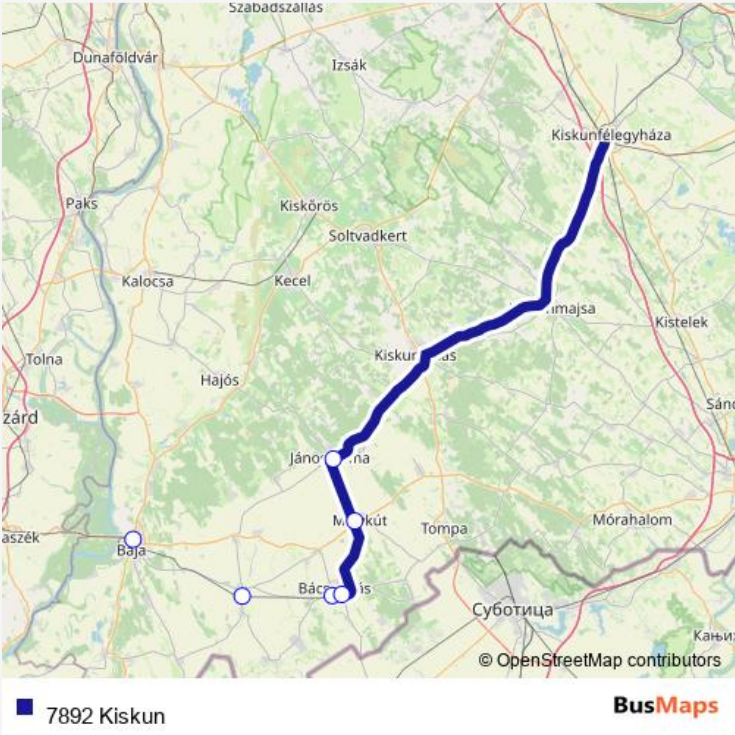 Szabadszállás
Dunaföldvár
Izsák
Kiskunfélegyháza
Paks
Kiskőrös
Soltvadkert
Kalocsa
Kecel
Kistelek
Tolna
Hajós
Mórahalom
Tompa
Baja
Суботица
© OpenStreetMap contributors
7892 Kiskun
BusMaps